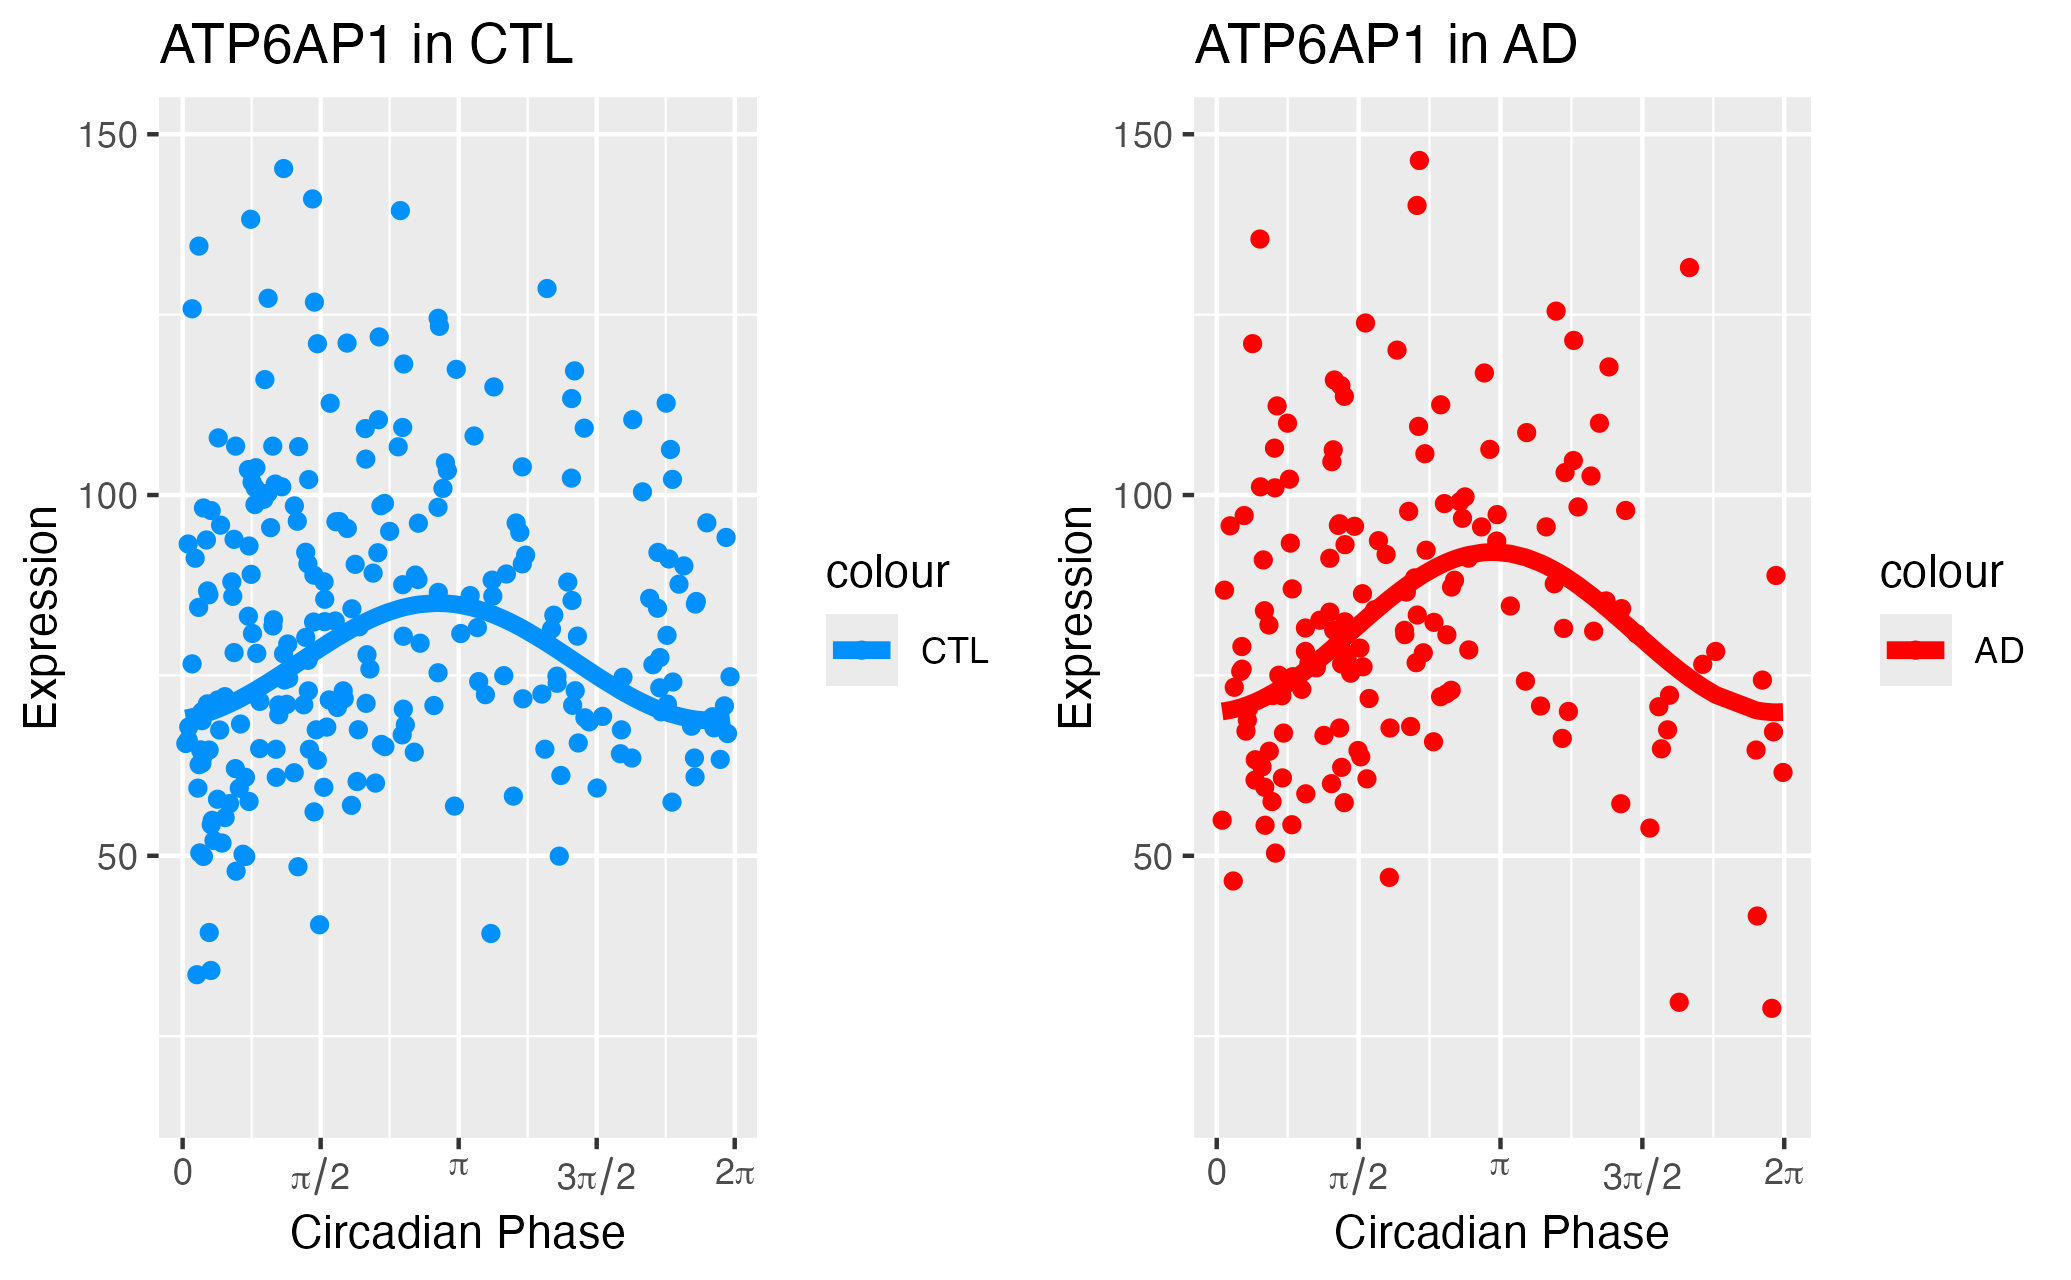 ATP6AP1 in CTL
150
100
50
Expression
0
π/2
π
3π/2
2π
Circadian Phase
colour
CTL
ATP6AP1 in AD
150
100
50
Expression
0
π/2
π
3π/2
2π
Circadian Phase
colour
AD